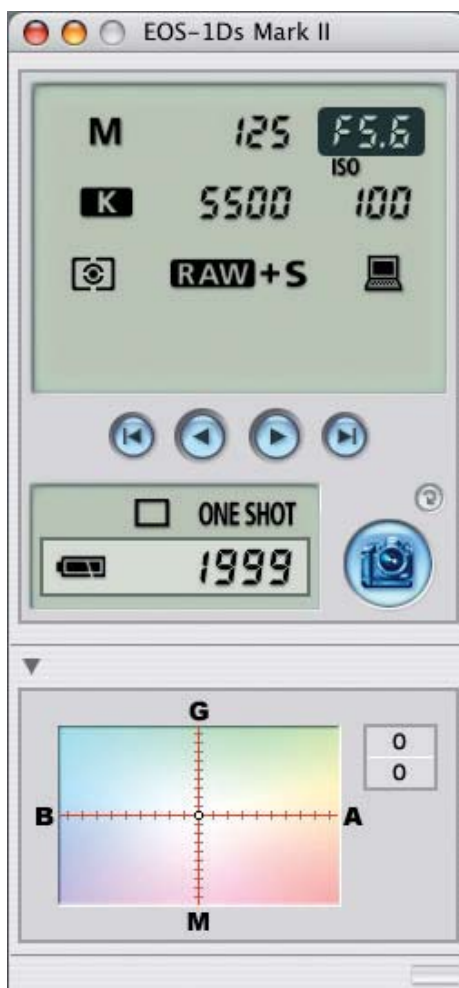 EOS-1Ds Mark II
M 125 F5.6
ISO
K 5500 100
RAW+S
ONE SHOT
1999
G
0
0
B A
M